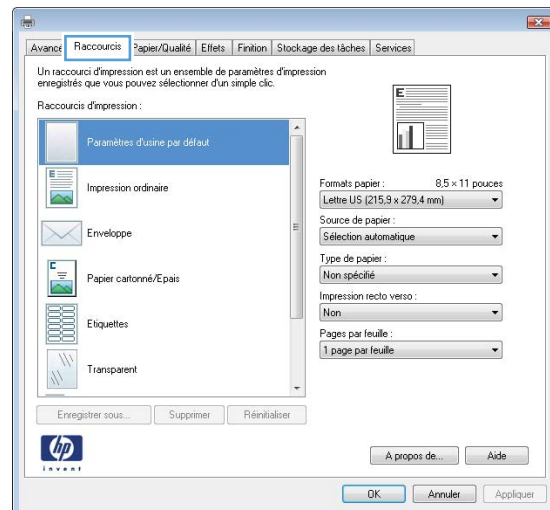 Avancé Raccourcis Papier/Qualité Effets Finition Stockage des tâches Services
Un raccourci d'impression est un ensemble de paramètres d'impression
enregistrés que vous pouvez sélectionner d'un simple clic.
Raccourcis d'impression :
Paramètres d'usine par défaut
Impression ordinaire
Enveloppe
Papier cartonné/Epais
Etiquettes
Transparent
Enregistrer sous... Supprimer Réinitialiser
E
Formats papier : 8,5 × 11 pouces
Lettre US (215,9 x 279,4 mm)
Source de papier :
Sélection automatique
Type de papier :
Non spécifié
Impression recto verso :
Non
Pages par feuille :
1 page par feuille
hp
invent
A propos de... Aide
OK Annuler Appliquer